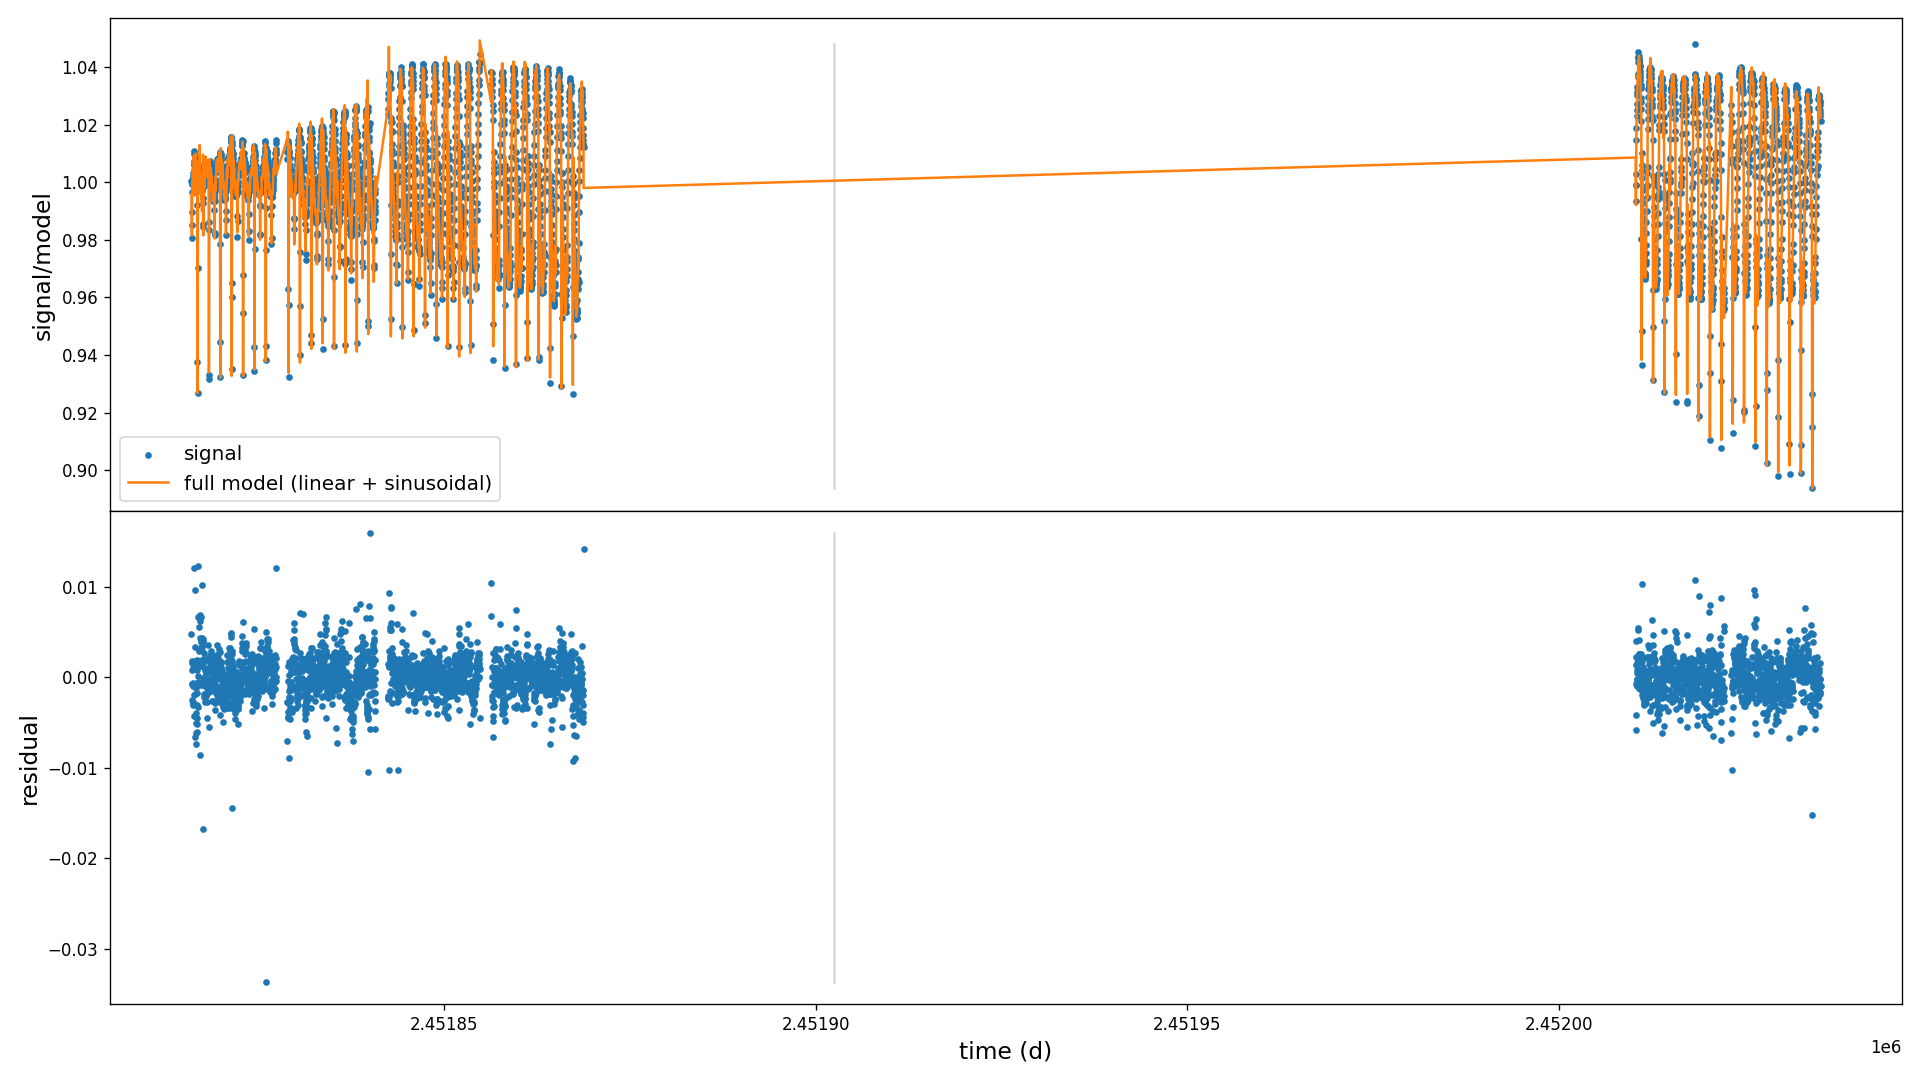 signal/model
1.04
1.02
1.00
0.98
0.96
0.94
0.92
0.90
signal
full model (linear + sinusoidal)
residual
0.01
0.00
−0.01
−0.02
−0.03
2.45185
2.45190
2.45195
2.45200
1e6
time (d)